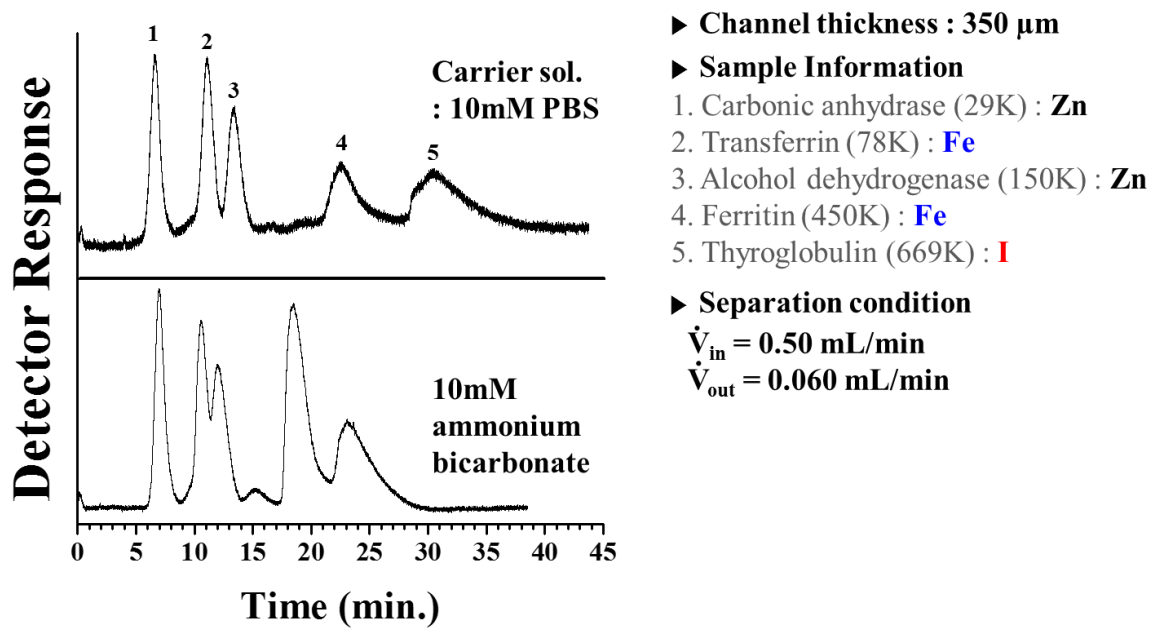 Detector Response
1
2
3
4
5
Carrier sol.
: 10mM PBS
10mM
ammonium
bicarbonate
0 5 10 15 20 25 30 35 40 45
Time (min.)
▶ Channel thickness : 350 µm
▶ Sample Information
1. Carbonic anhydrase (29K) : Zn
2. Transferrin (78K) : Fe
3. Alcohol dehydrogenase (150K) : Zn
4. Ferritin (450K) : Fe
5. Thyroglobulin (669K) : I
▶ Separation condition
V̇in = 0.50 mL/min
V̇out = 0.060 mL/min